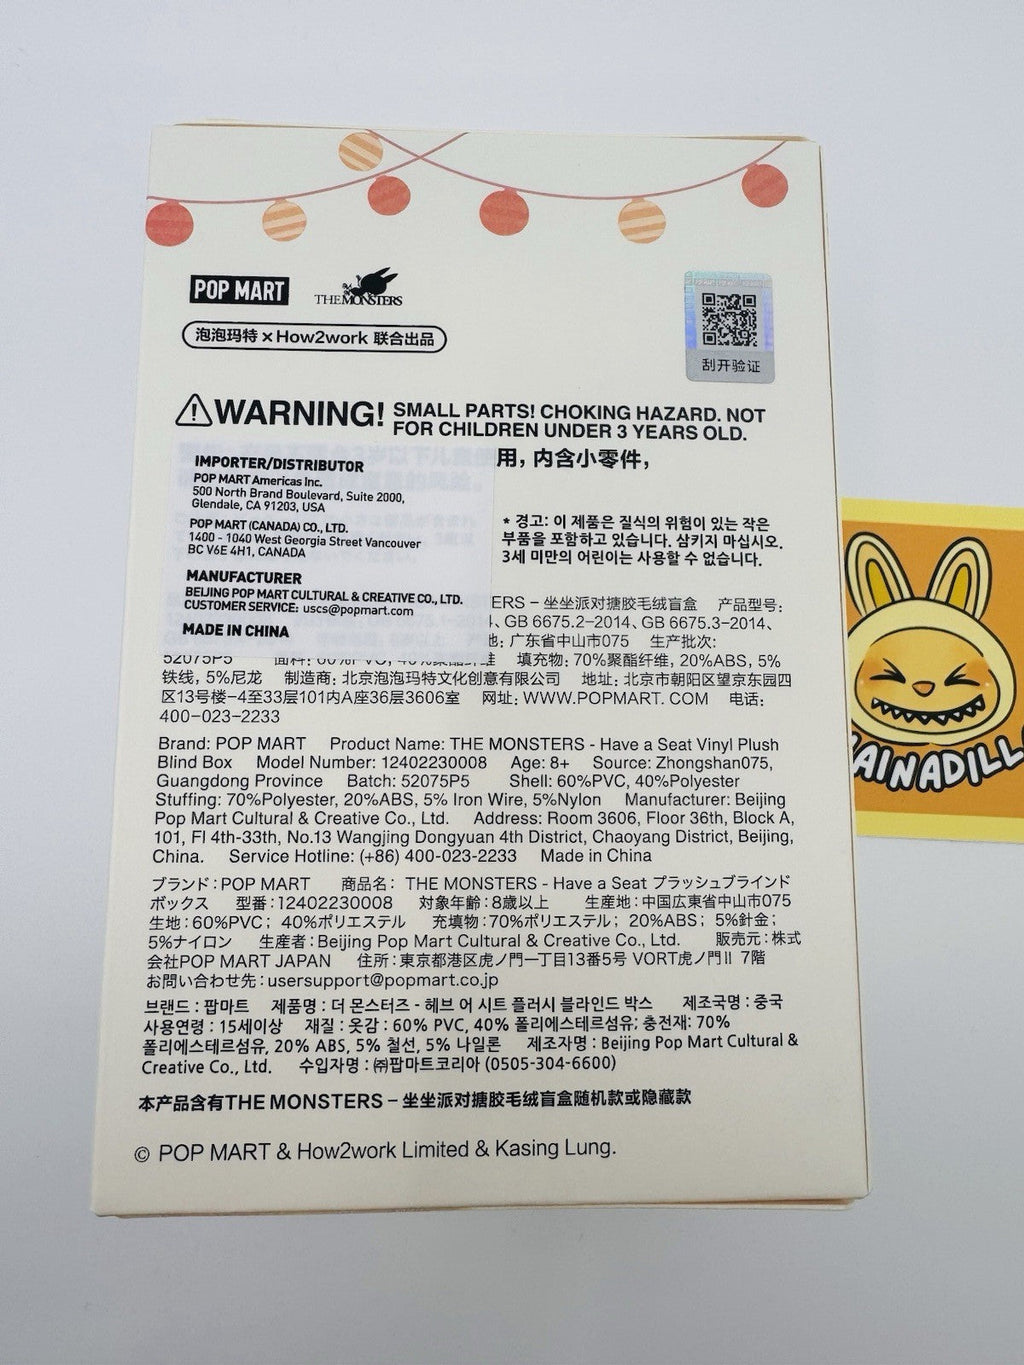 POP MART
THE MONSTERS
泡泡玛特 × How2work 联合出品
刮开验证
WARNING! SMALL PARTS! CHOKING HAZARD. NOT
FOR CHILDREN UNDER 3 YEARS OLD.
用，内含小零件，
IMPORTER/DISTRIBUTOR
POP MART Americas Inc.
500 North Brand Boulevard, Suite 2000,
Glendale, CA 91203, USA
POP MART (CANADA) CO., LTD.
1400 - 1040 West Georgia Street Vancouver
BC V6E 4H1, CANADA
MANUFACTURER
BEIJING POP MART CULTURAL & CREATIVE CO., LTD.
CUSTOMER SERVICE: uscs@popmart.com
MADE IN CHINA
* 경고: 이 제품은 질식의 위험이 있는 작은
부품을 포함하고 있습니다. 삼키지 마십시오.
3세 미만의 어린이는 사용할 수 없습니다.
ERS – 坐坐派对搪胶毛绒盲盒 产品型号:
、GB 6675.2–2014、GB 6675.3–2014、
地: 广东省中山市075 生产批次:
52075P5 面料: 60%PVC, 40%聚酯纤维 填充物: 70%聚酯纤维, 20%ABS, 5%
铁线, 5%尼龙 制造商: 北京泡泡玛特文化创意有限公司 地址: 北京市朝阳区望京东园四
区13号楼-4至33层101内A座36层3606室 网址: WWW.POPMART. COM 电话:
400-023-2233
Brand: POP MART Product Name: THE MONSTERS - Have a Seat Vinyl Plush
Blind Box Model Number: 12402230008 Age: 8+ Source: Zhongshan075,
Guangdong Province Batch: 52075P5 Shell: 60%PVC, 40%Polyester
Stuffing: 70%Polyester, 20%ABS, 5% Iron Wire, 5%Nylon Manufacturer: Beijing
Pop Mart Cultural & Creative Co., Ltd. Address: Room 3606, Floor 36th, Block A,
101, Fl 4th-33th, No.13 Wangjing Dongyuan 4th District, Chaoyang District, Beijing,
China. Service Hotline: (+86) 400-023-2233 Made in China
ブランド: POP MART 商品名: THE MONSTERS - Have a Seat プラッシュブラインド
ボックス 型番: 12402230008 対象年齢: 8歳以上 生産地: 中国広東省中山市075
生地: 60%PVC; 40%ポリエステル 充填物: 70%ポリエステル; 20%ABS; 5%針金;
5%ナイロン 生産者: Beijing Pop Mart Cultural & Creative Co., Ltd. 販売元: 株式
会社POP MART JAPAN 住所: 東京都港区虎ノ門一丁目13番5号 VORT虎ノ門II 7階
お問い合わせ先: usersupport@popmart.co.jp
브랜드 : 팝마트 제품명 : 더 몬스터즈 - 헤브 어 시트 플러시 블라인드 박스 제조국명 : 중국
사용연령 : 15세이상 재질 : 옷감 : 60% PVC, 40% 폴리에스테르섬유; 충전재: 70%
폴리에스테르섬유, 20% ABS, 5% 철선, 5% 나일론 제조자명 : Beijing Pop Mart Cultural &
Creative Co., Ltd. 수입자명 : ㈜팝마트코리아 (0505-304-6600)
本产品含有THE MONSTERS – 坐坐派对搪胶毛绒盲盒随机款或隐藏款
© POP MART & How2work Limited & Kasing Lung.
AINADILL